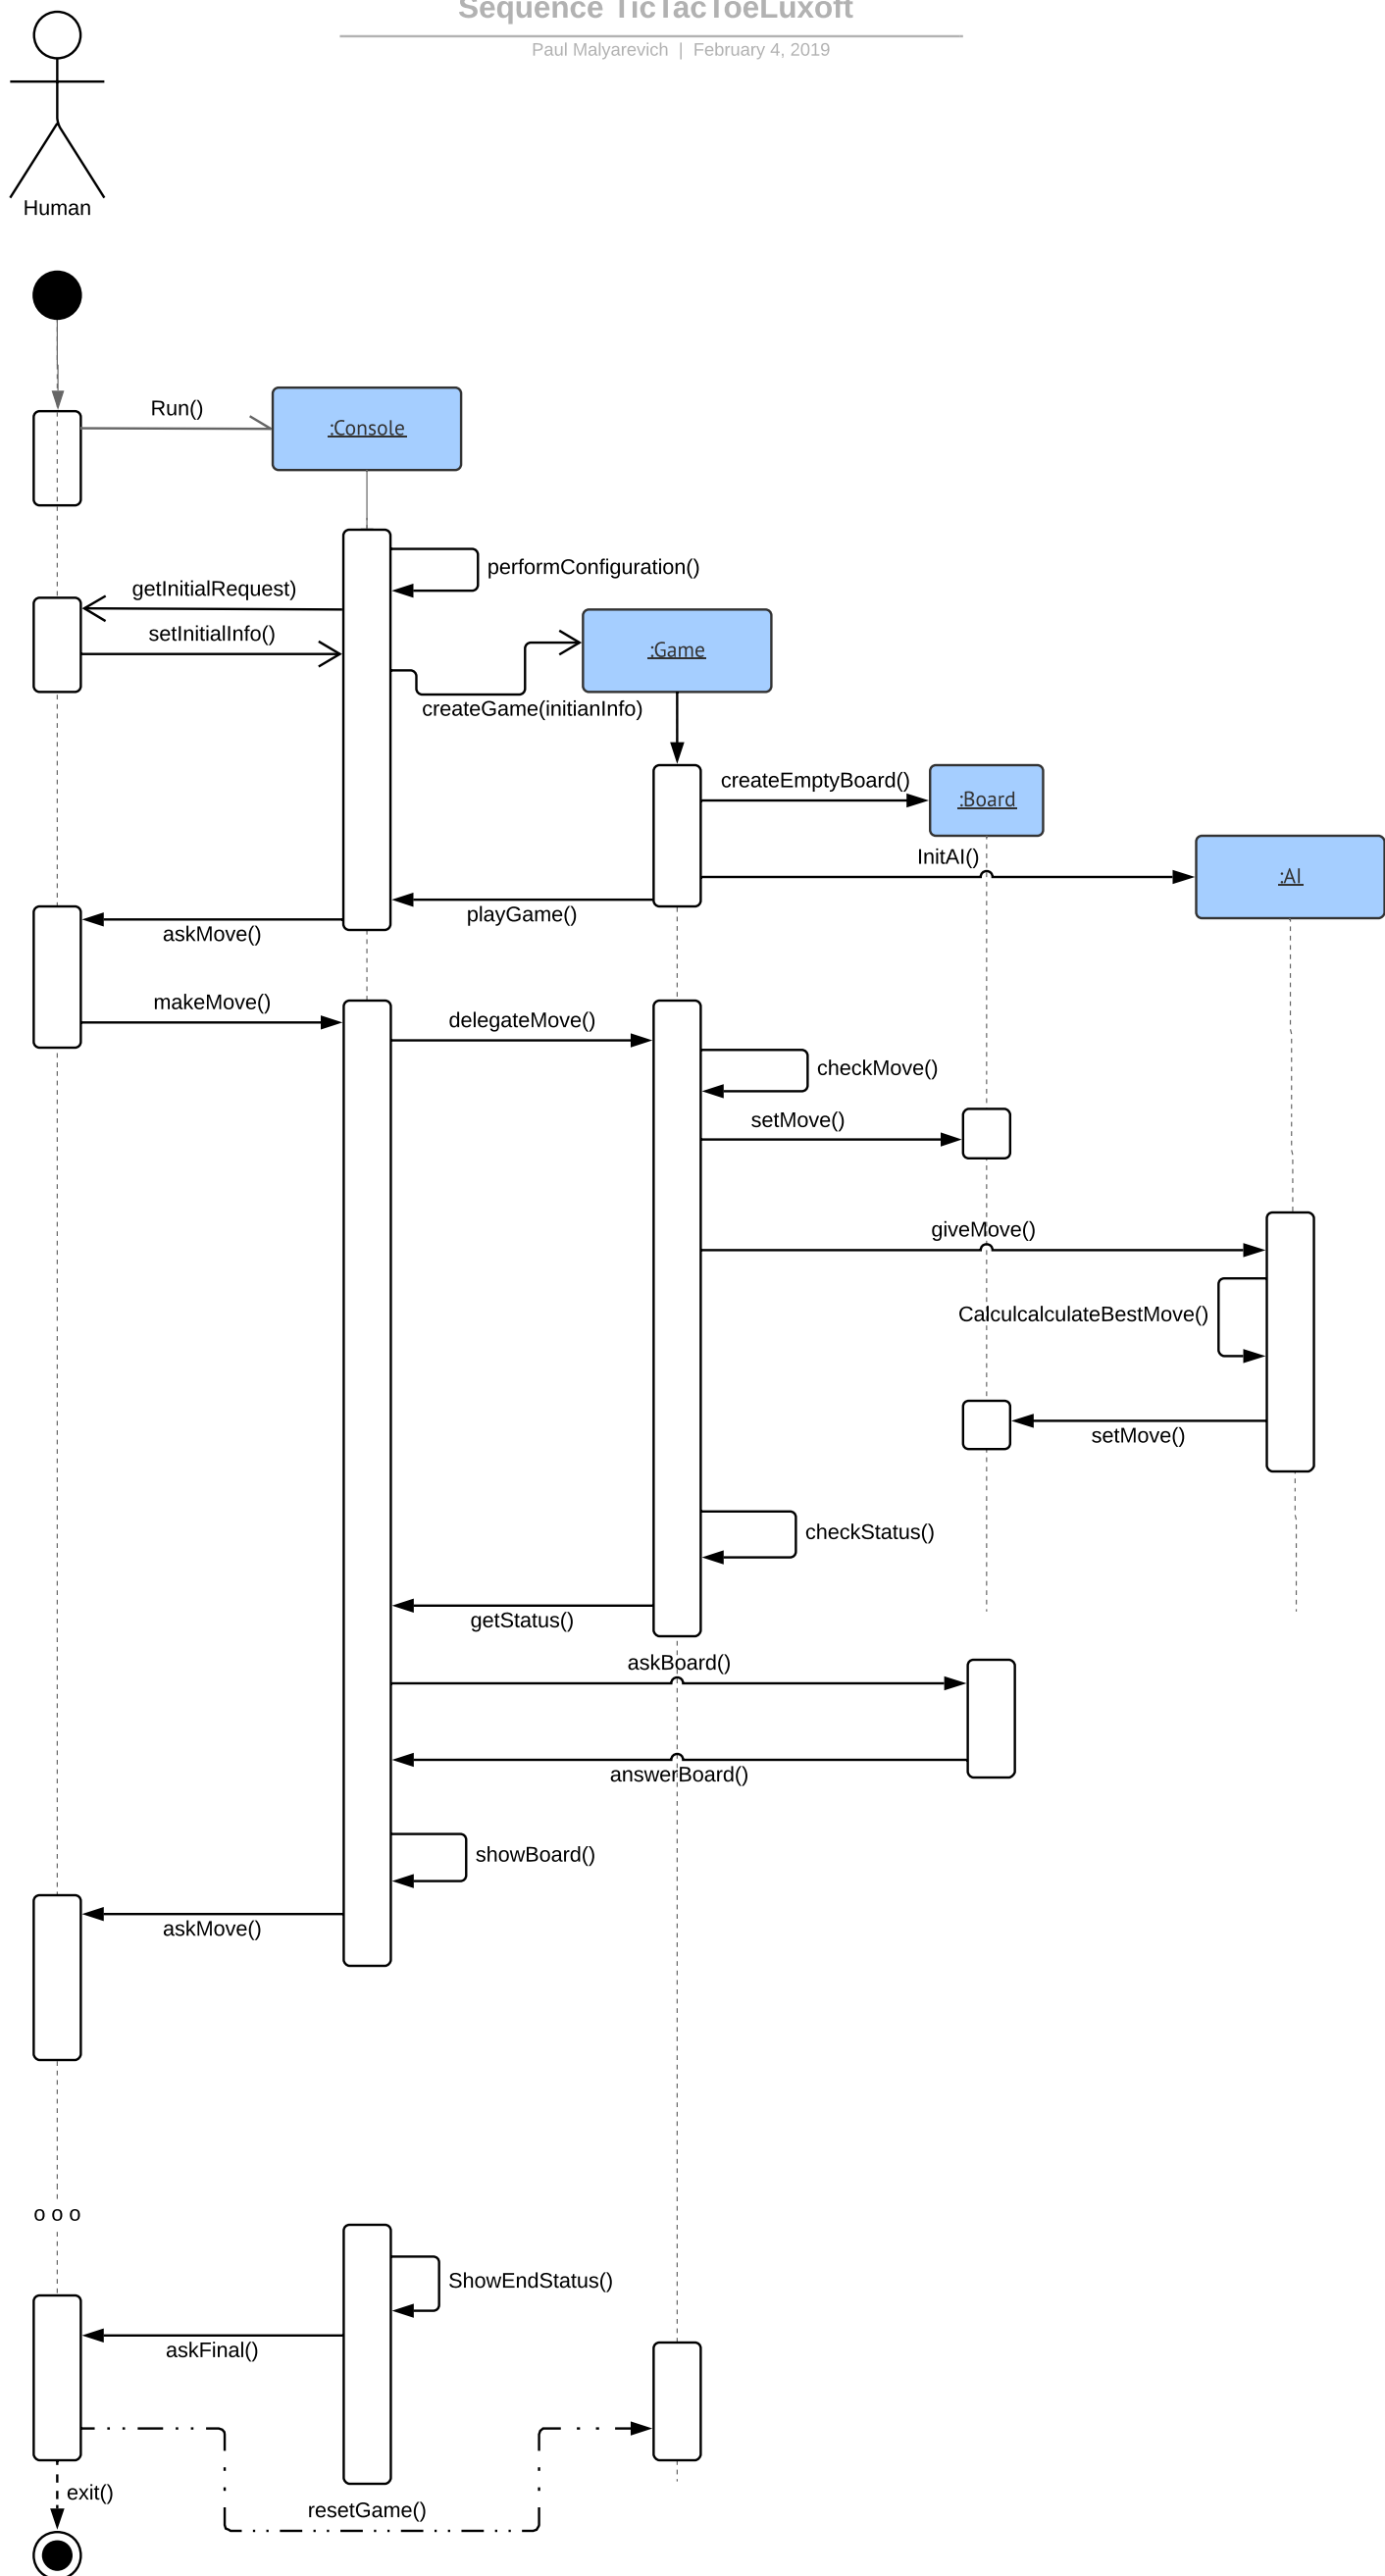 Sequence TicTacToeLuxoft
Paul Malyarevich | February 4, 2019
Human
Run()
:Console
performConfiguration()
getInitialRequest)
setInitialInfo()
:Game
createGame(initianInfo)
createEmptyBoard()
:Board
InitAI()
:AI
playGame()
askMove()
makeMove()
delegateMove()
checkMove()
setMove()
giveMove()
CalculcalculateBestMove()
setMove()
checkStatus()
getStatus()
askBoard()
answerBoard()
showBoard()
askMove()
o o o
ShowEndStatus()
askFinal()
exit()
resetGame()